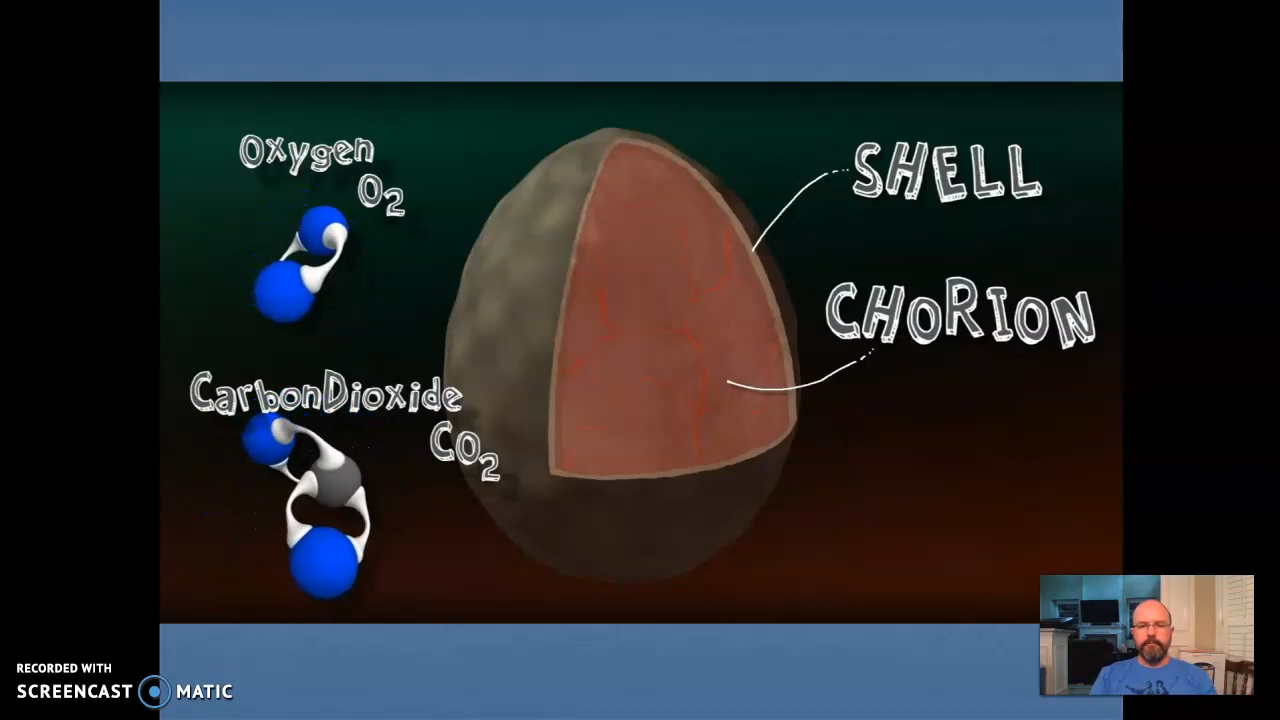 Oxygen
O₂
SHELL
CHORION
CarbonDioxide
CO₂
RECORDED WITH
SCREENCAST MATIC